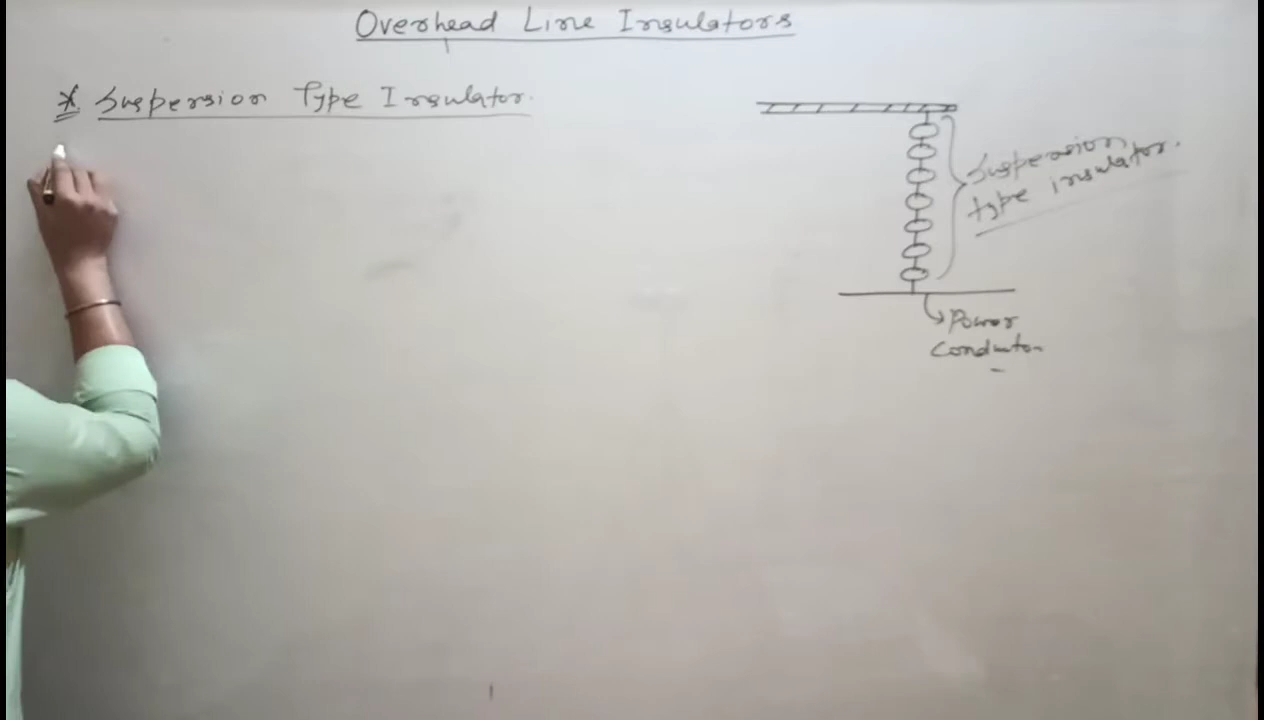 Overhead Line Insulators
* Suspension Type Insulator.
Suspension
type insulator.
Power
Conductor